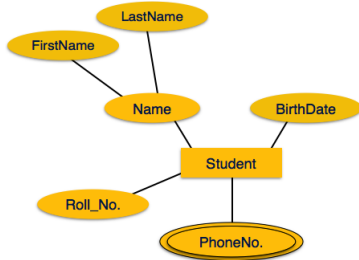 LastName
FirstName
Name
BirthDate
Student
Roll_No.
PhoneNo.